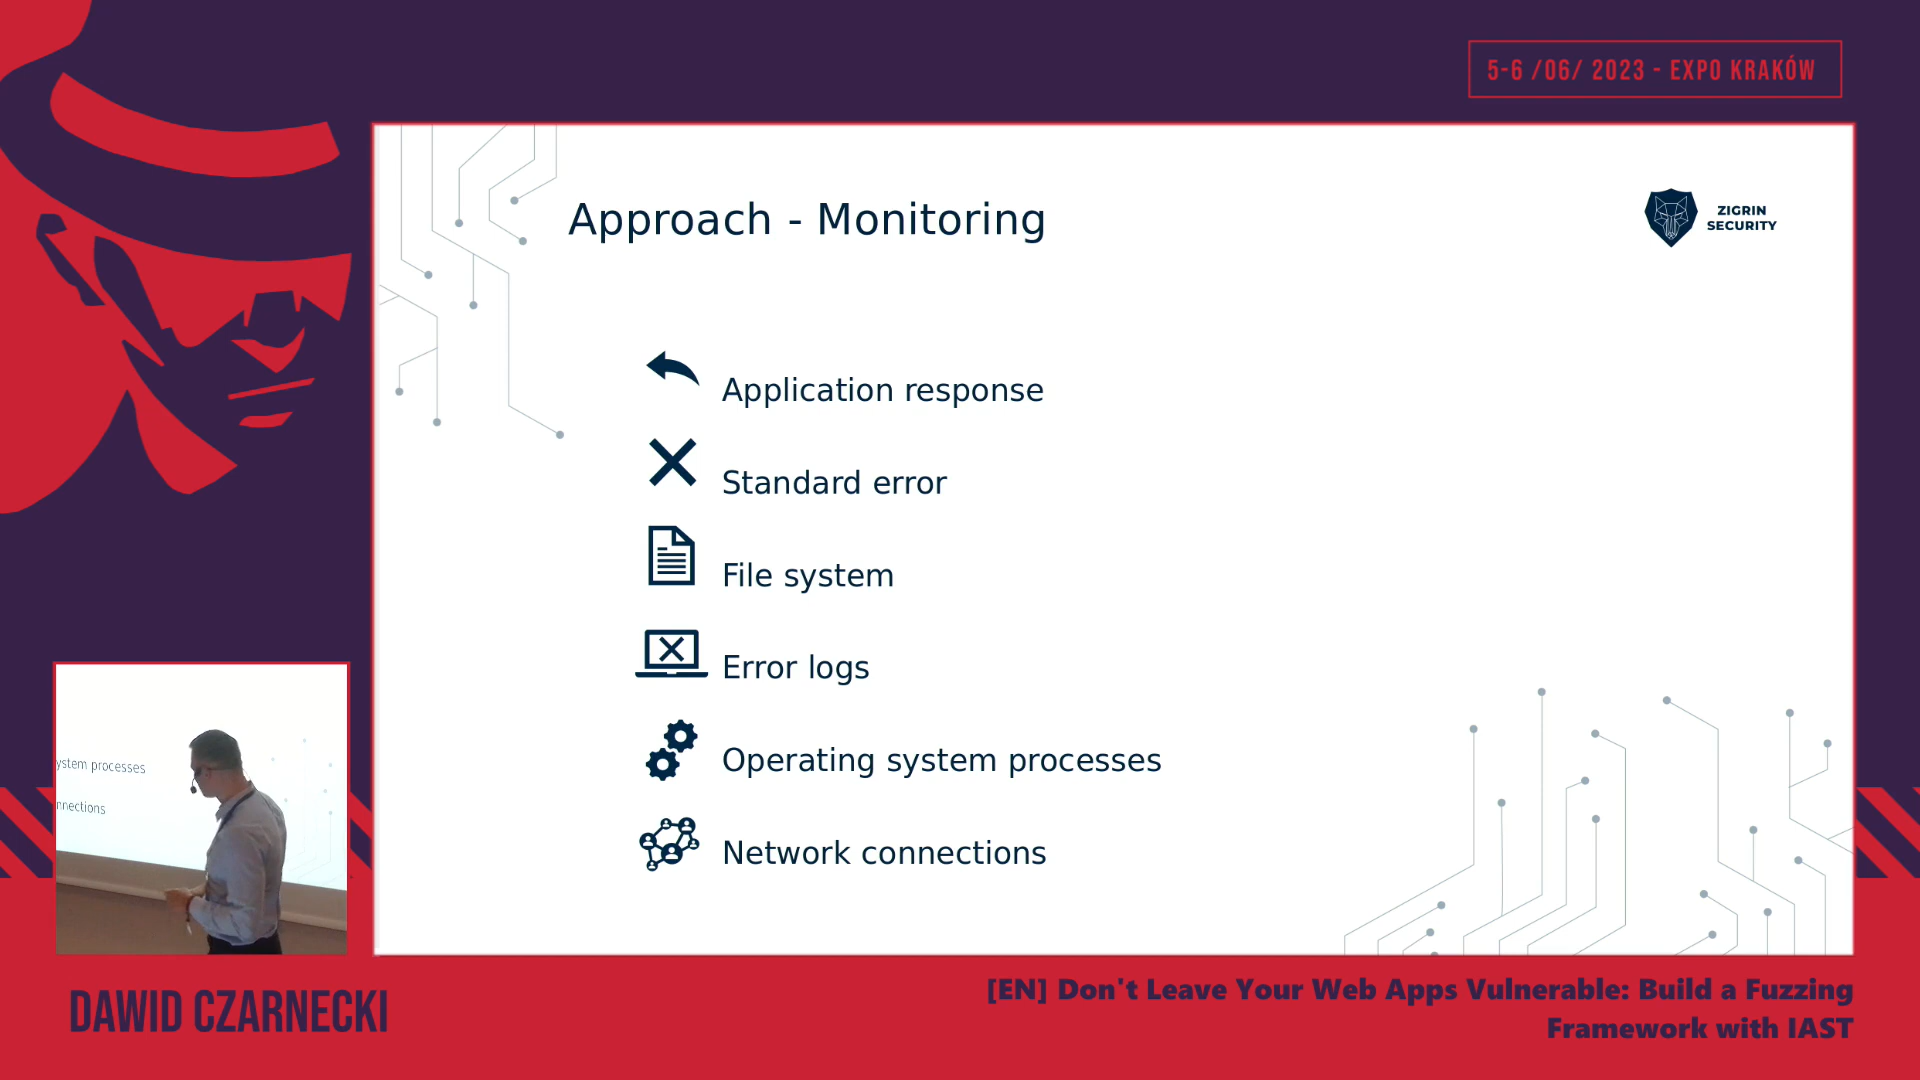 5-6 /06/ 2023 - EXPO KRAKÓW
Approach - Monitoring
ZIGRIN
SECURITY
Application response
Standard error
File system
Error logs
Operating system processes
Network connections
ystem processes
nnections
DAWID CZARNECKI
[EN] Don't Leave Your Web Apps Vulnerable: Build a Fuzzing
Framework with IAST